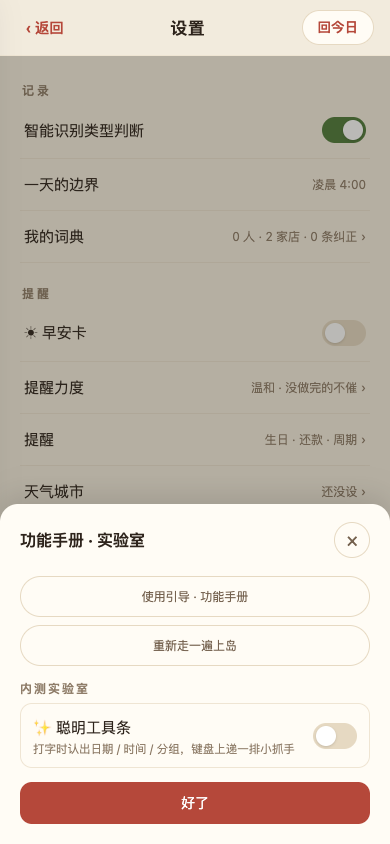 ‹ 返回
设置
回今日
记录
智能识别类型判断
一天的边界
凌晨 4:00
我的词典
0 人 · 2 家店 · 0 条纠正 ›
提醒
☀ 早安卡
提醒力度
温和 · 没做完的不催 ›
提醒
生日 · 还款 · 周期 ›
天气城市
还没设 ›
功能手册 · 实验室
×
使用引导 · 功能手册
重新走一遍上岛
内测实验室
✨ 聪明工具条
打字时认出日期 / 时间 / 分组，键盘上递一排小抓手
好了